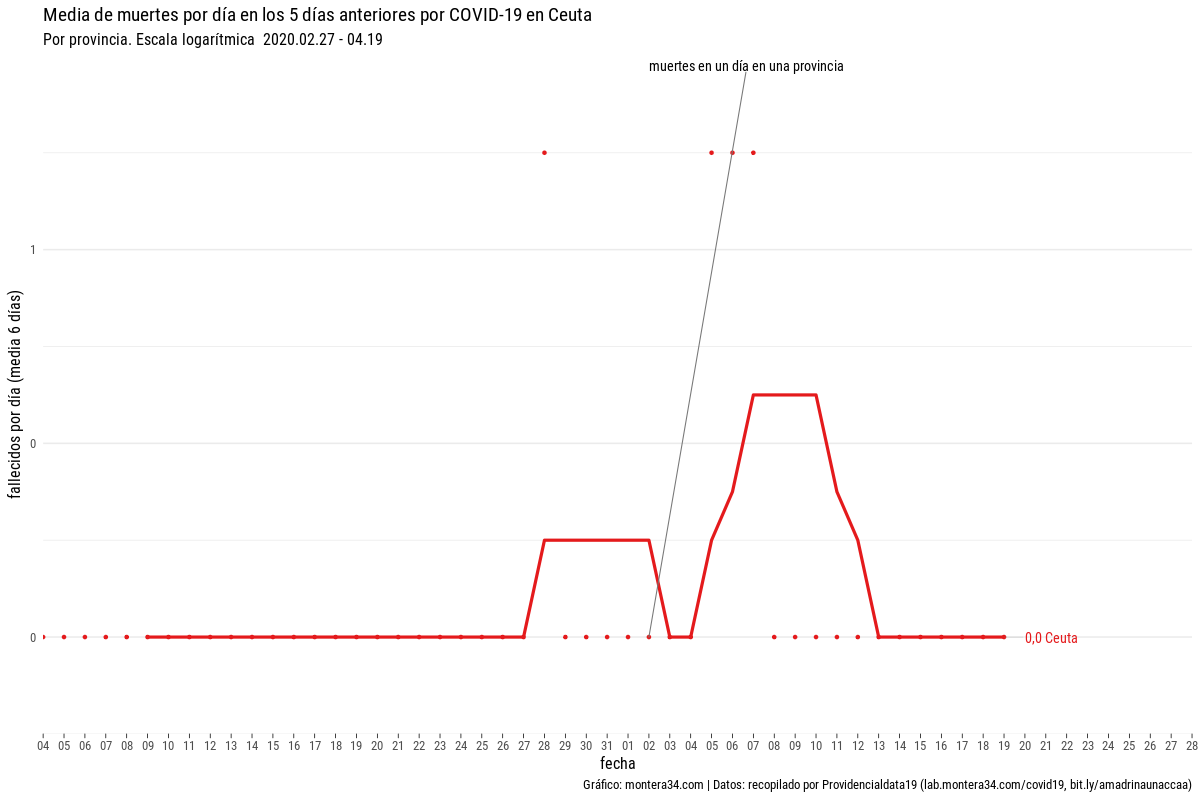 Media de muertes por día en los 5 días anteriores por COVID-19 en Ceuta
Por provincia. Escala logarítmica  2020.02.27 - 04.19
muertes en un día en una provincia
fallecidos por día (media 6 días)
1
0
0
0,0 Ceuta
04 05 06 07 08 09 10 11 12 13 14 15 16 17 18 19 20 21 22 23 24 25 26 27 28 29 30 31 01 02 03 04 05 06 07 08 09 10 11 12 13 14 15 16 17 18 19 20 21 22 23 24 25 26 27 28
fecha
Gráfico: montera34.com | Datos: recopilado por Providencialdata19 (lab.montera34.com/covid19, bit.ly/amadrinaunaccaa)